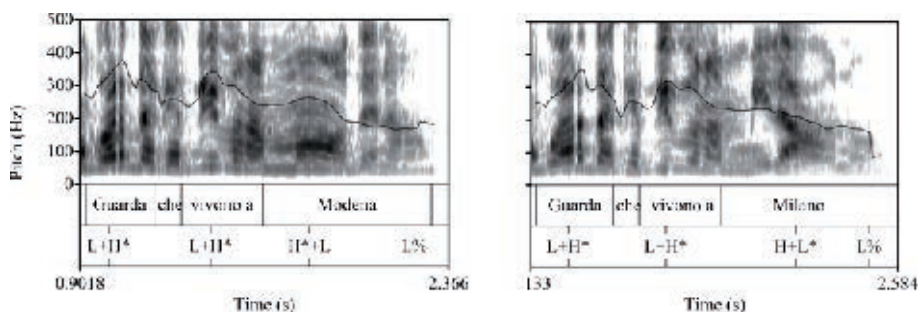 500
400
300
200
100
0
Pitch (Hz)
Guarda che vivono a Modena
L+H* L+H* H*+L L%
0.9018 2.366
Time (s)
Guarda che vivono a Milano
L+H* L+H* H+L* L%
133 2.584
Time (s)